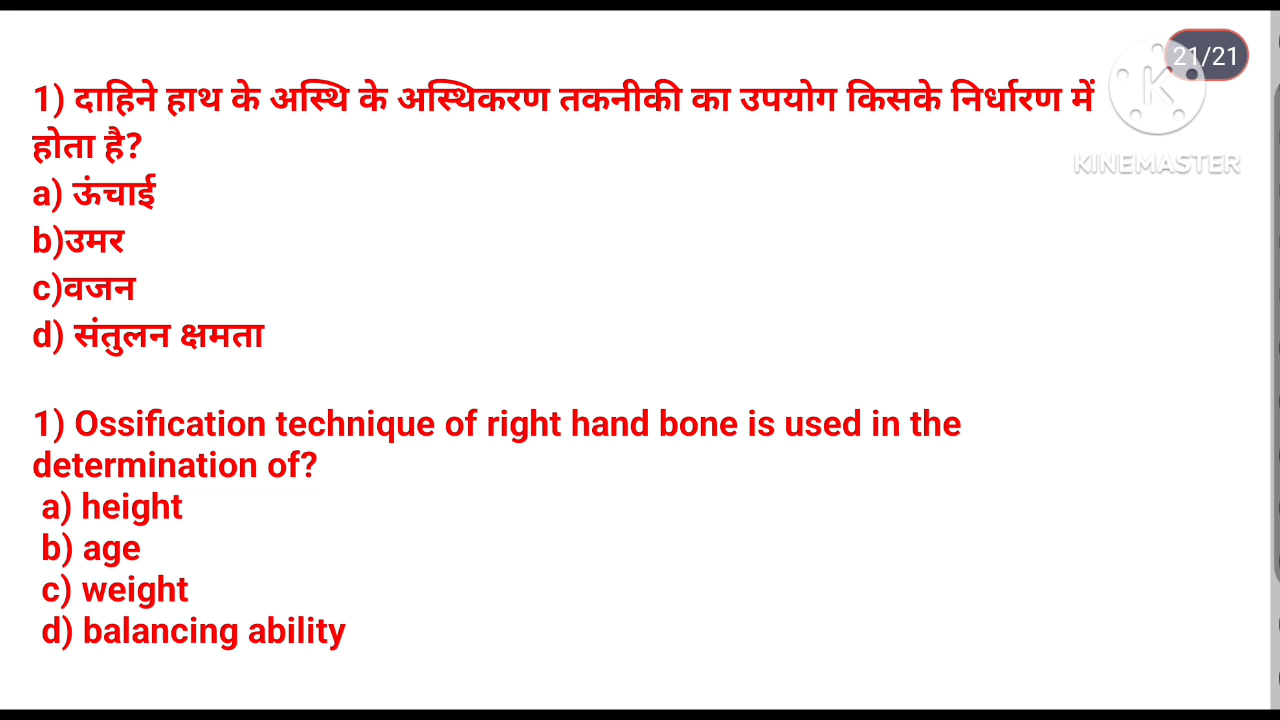 21/21
KINEMASTER
1) दाहिने हाथ के अस्थि के अस्थिकरण तकनीकी का उपयोग किसके निर्धारण में
होता है?
a) ऊंचाई
b)उमर
c)वजन
d) संतुलन क्षमता
1) Ossification technique of right hand bone is used in the
determination of?
a) height
b) age
c) weight
d) balancing ability